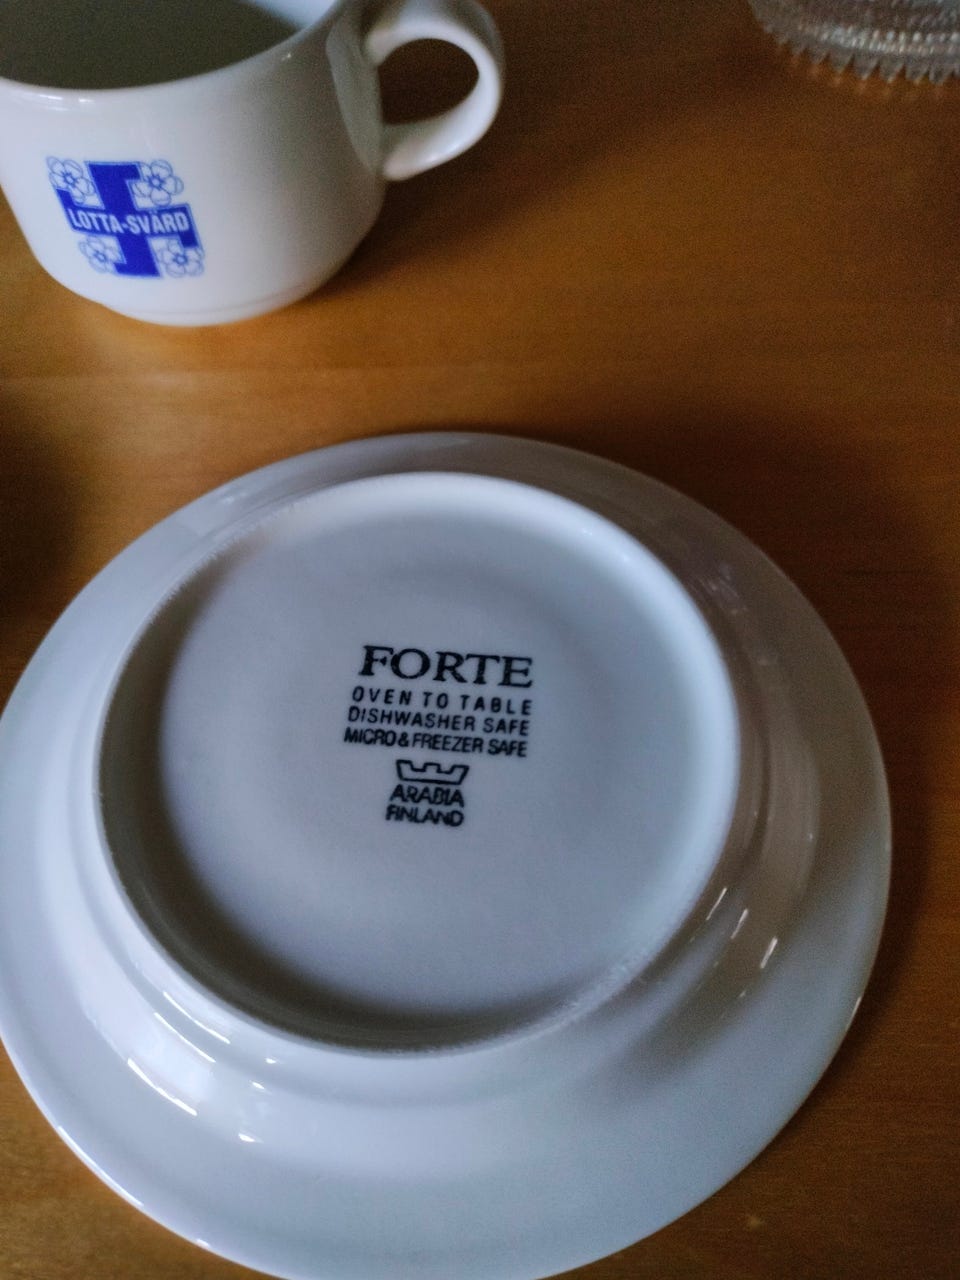 LOTTA-SVÄRD
FORTE
OVEN TO TABLE
DISHWASHER SAFE
MICRO & FREEZER SAFE
ARABIA
FINLAND